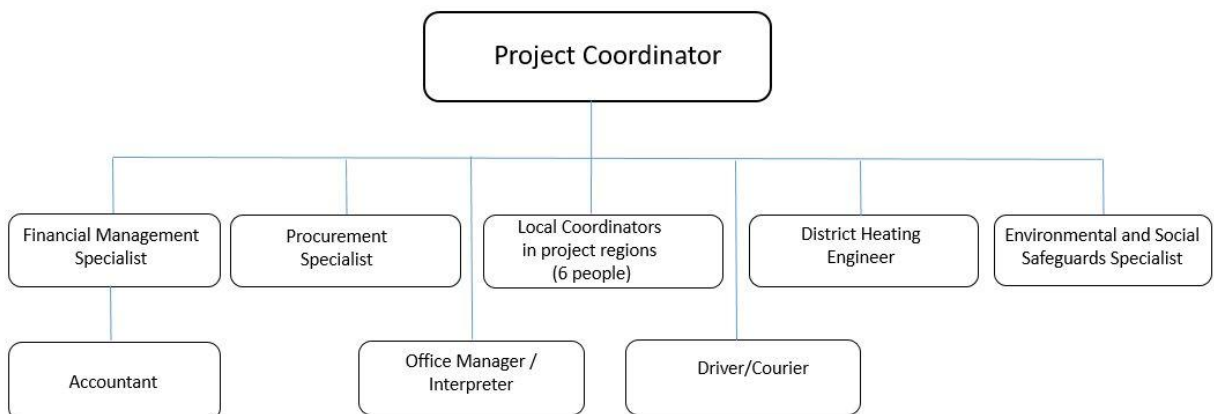 Project Coordinator
Financial Management
Specialist
Procurement
Specialist
Local Coordinators
in project regions
(6 people)
District Heating
Engineer
Environmental and Social
Safeguards Specialist
Accountant
Office Manager /
Interpreter
Driver/Courier